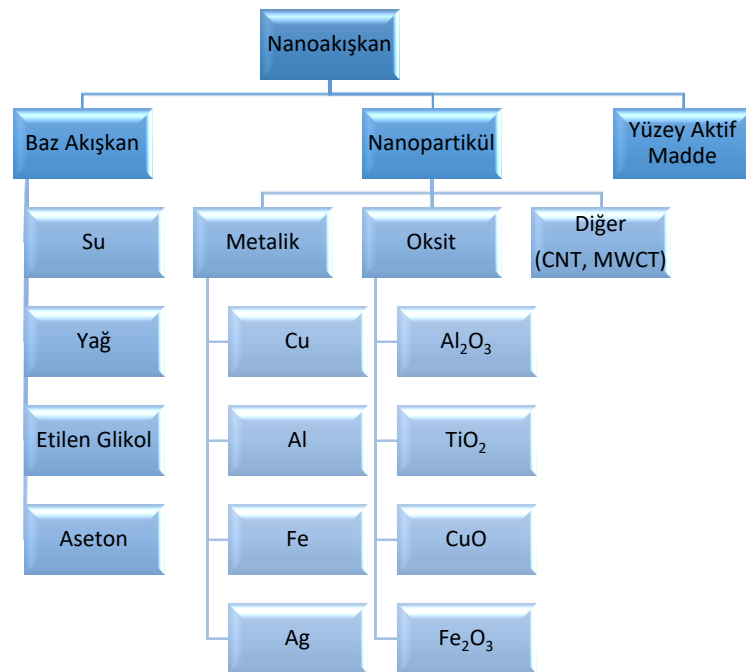 Nanoakışkan
Baz Akışkan
Nanopartikül
Yüzey Aktif
Madde
Su
Yağ
Etilen Glikol
Aseton
Metalik
Oksit
Diğer
(CNT, MWCT)
Cu
Al
Fe
Ag
Al₂O₃
TiO₂
CuO
Fe₂O₃